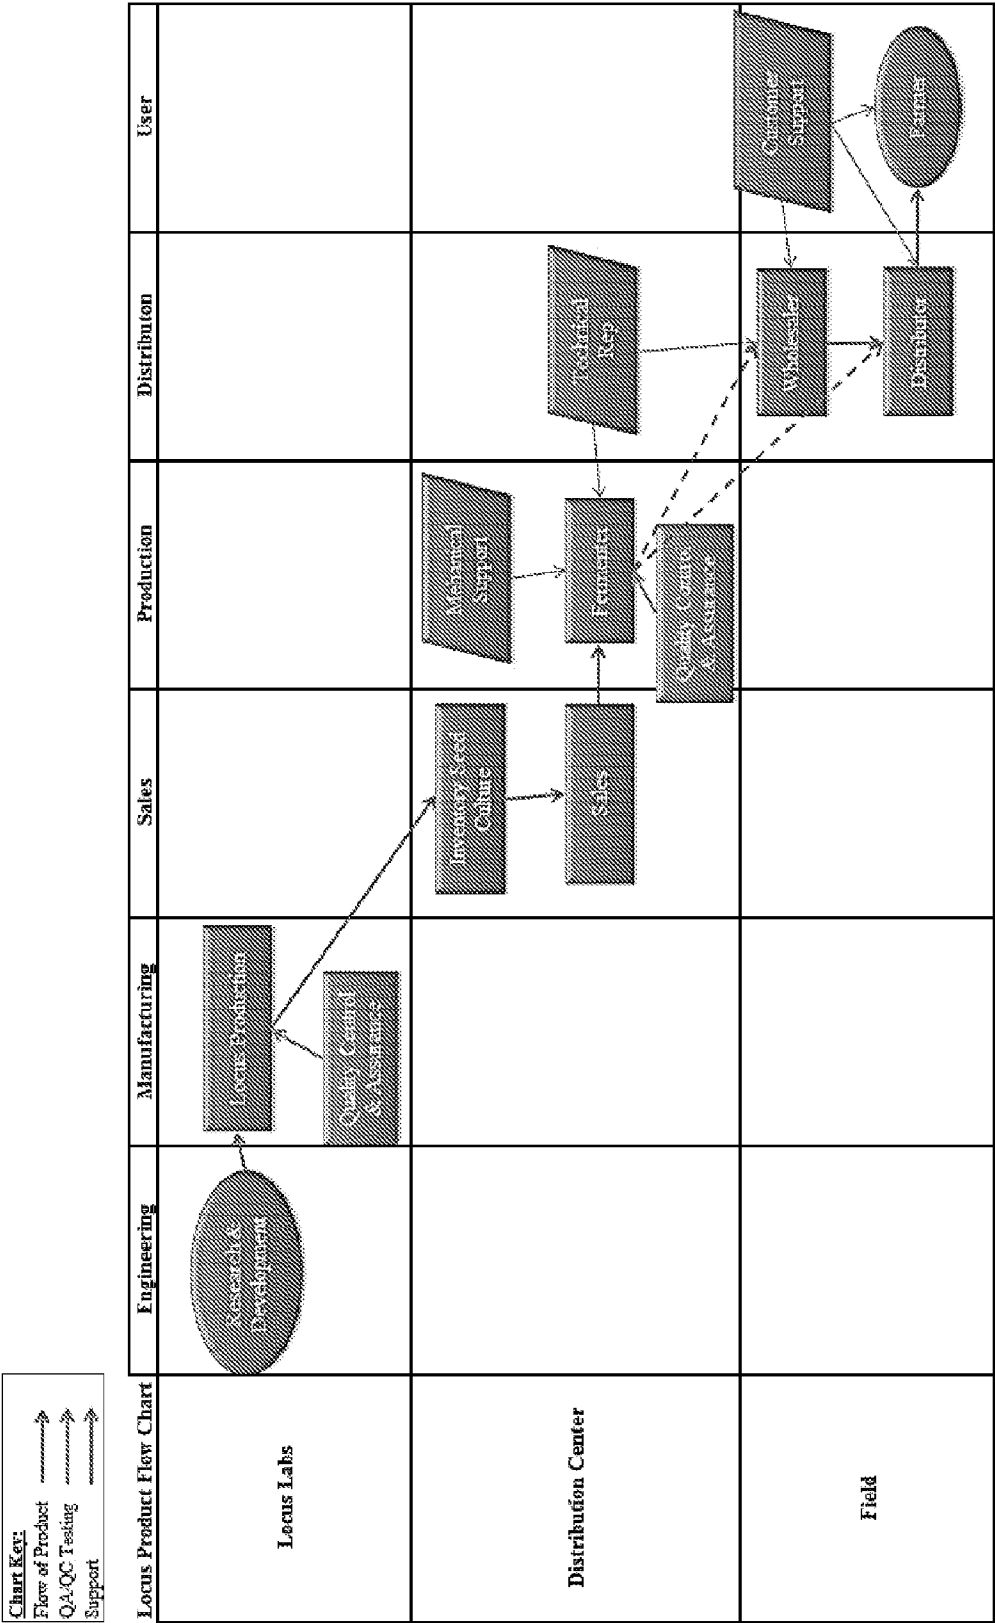 Chart Key:
Flow of Product
QA/QC Testing
Support
Locus Product Flow Chart
Engineering
Manufacturing
Sales
Production
Distributon
User
Locus Labs
Research &
Development
Locus Production
Quality Control
& Assurance
Distribution Center
Inventory Seed
Culture
Sales
Mechanical
Support
Fermenter
Quality Control
& Assurance
Technical
Rep
Field
Wholesaler
Distributor
Customer
Support
Farmer